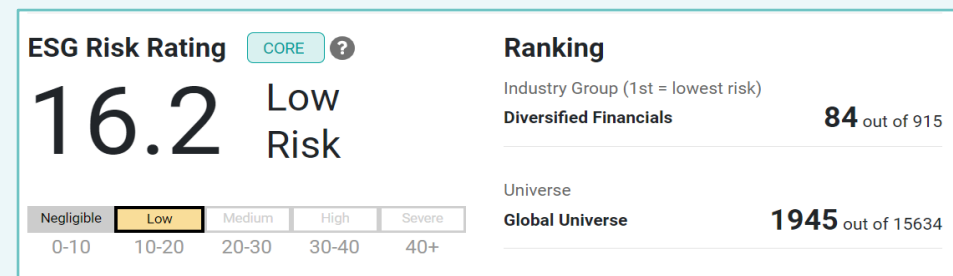 ESG Risk Rating CORE ?
16.2 Low
Risk
Negligible Low Medium High Severe
0-10 10-20 20-30 30-40 40+
Ranking
Industry Group (1st = lowest risk)
Diversified Financials 84 out of 915
Universe
Global Universe 1945 out of 15634